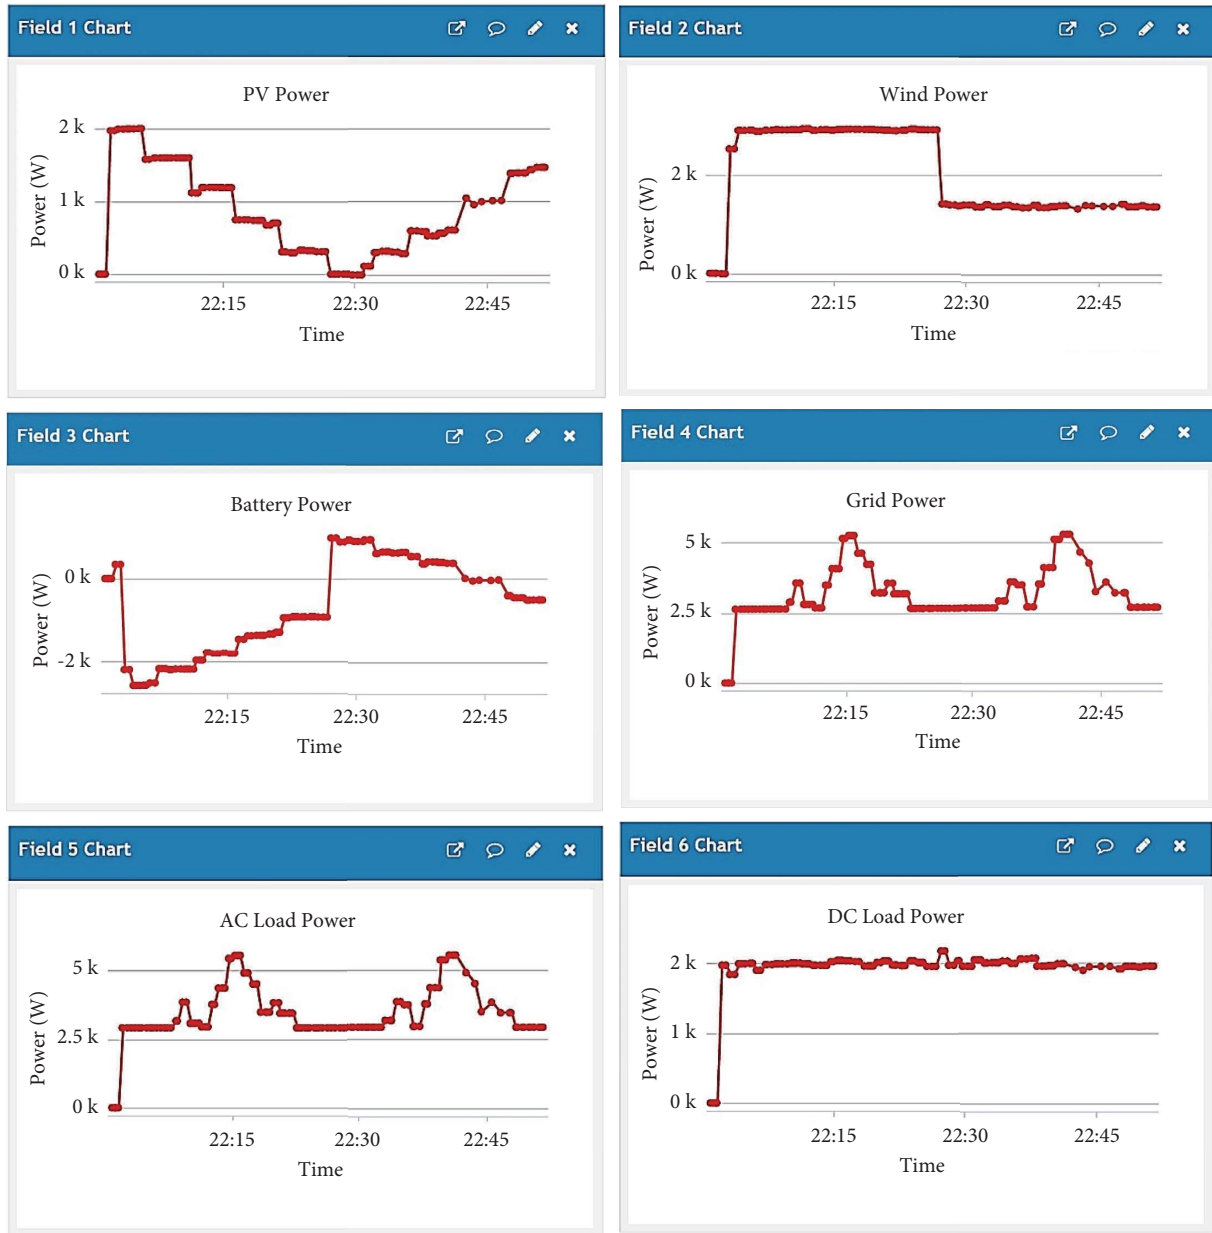 Field 1 Chart
PV Power
Power (W)
2 k
1 k
0 k
22:15 22:30 22:45
Time
Field 2 Chart
Wind Power
Power (W)
2 k
0 k
22:15 22:30 22:45
Time
Field 3 Chart
Battery Power
Power (W)
0 k
-2 k
22:15 22:30 22:45
Time
Field 4 Chart
Grid Power
Power (W)
5 k
2.5 k
0 k
22:15 22:30 22:45
Time
Field 5 Chart
AC Load Power
Power (W)
5 k
2.5 k
0 k
22:15 22:30 22:45
Time
Field 6 Chart
DC Load Power
Power (W)
2 k
1 k
0 k
22:15 22:30 22:45
Time